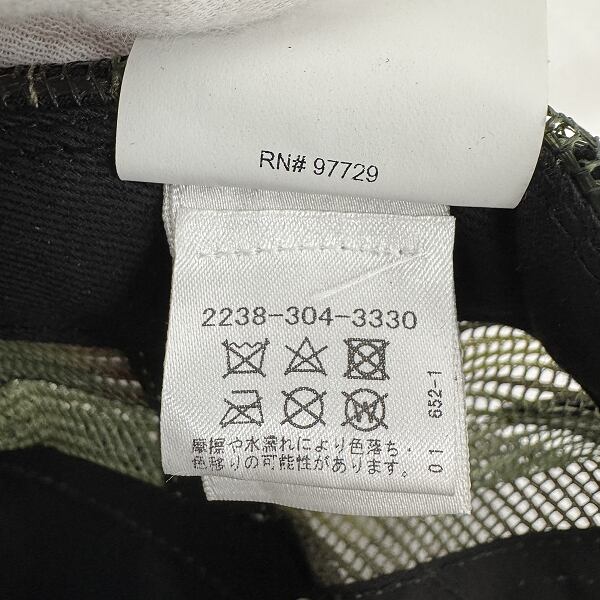 RN# 97729
2238-304-3330
W
摩擦や水濡れにより色落ち・
色移りの可能性があります。
01 652-1